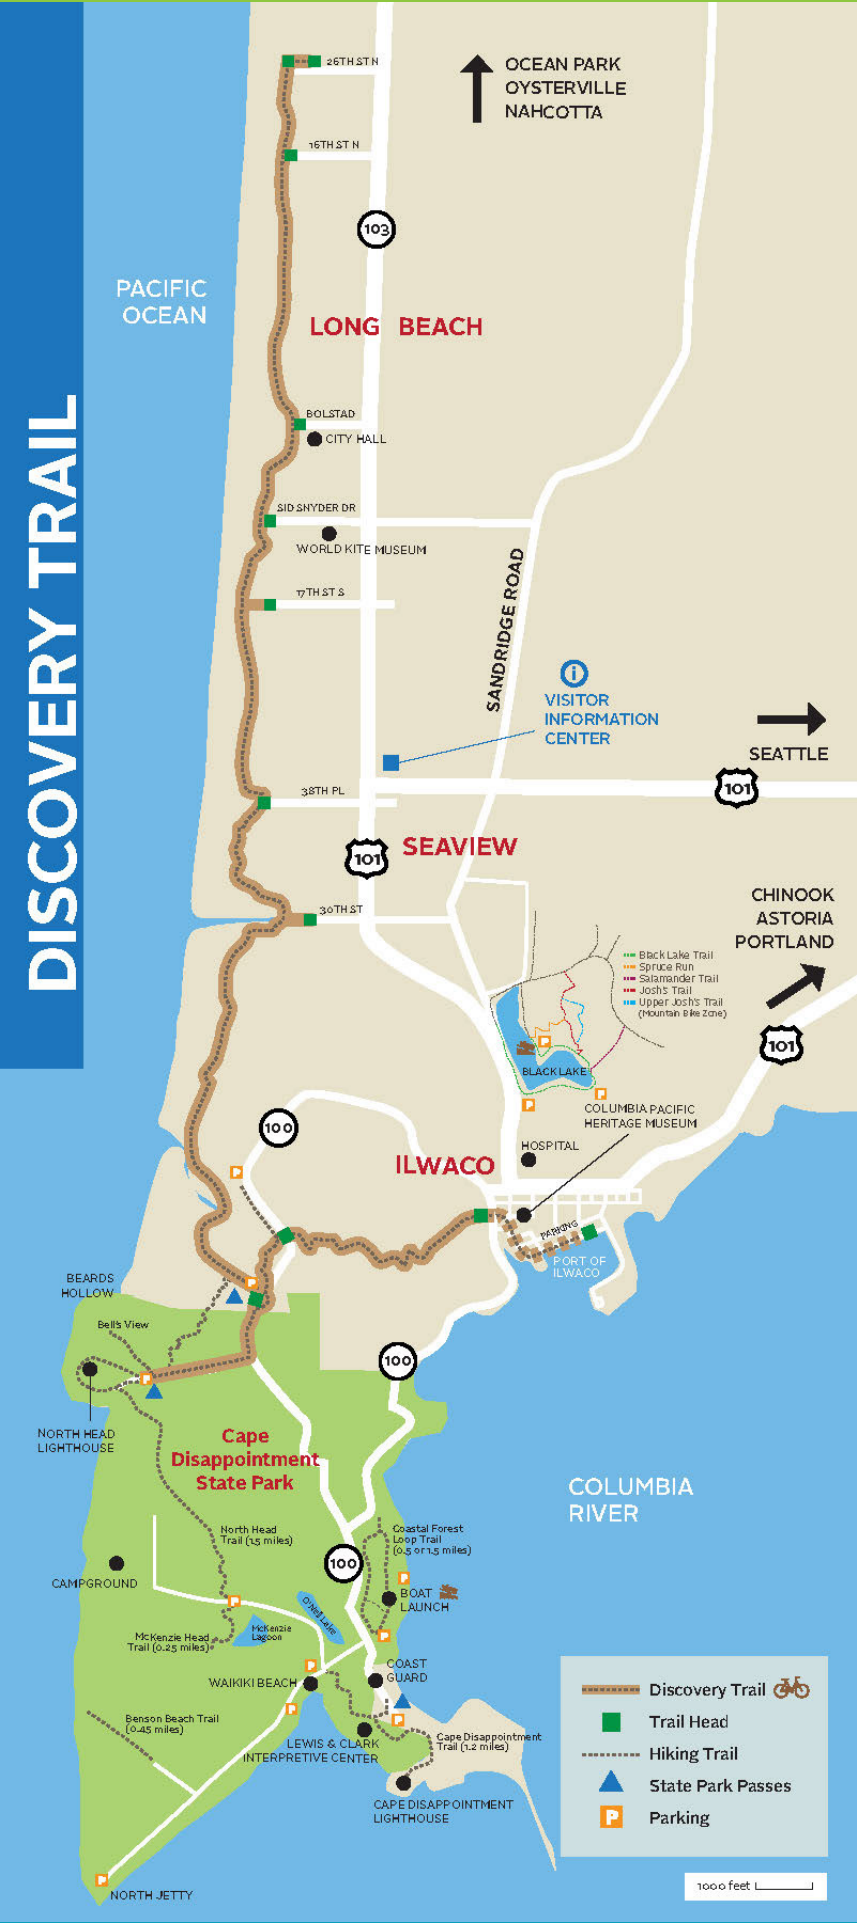 DISCOVERY TRAIL
26TH ST N
OCEAN PARK
OYSTERVILLE
NAHCOTTA
16TH ST N
103
PACIFIC
OCEAN
LONG BEACH
BOLSTAD
CITY HALL
SID SNYDER DR
WORLD KITE MUSEUM
17TH ST S
SANDRIDGE ROAD
i
VISITOR
INFORMATION
CENTER
SEATTLE
101
38TH PL
101
SEAVIEW
30TH ST
CHINOOK
ASTORIA
PORTLAND
101
Black Lake Trail
Spruce Run
Salamander Trail
Josh's Trail
Upper Josh's Trail
(Mountain Bike Zone)
P
BLACK LAKE
P
P
COLUMBIA PACIFIC
HERITAGE MUSEUM
100
HOSPITAL
ILWACO
P
PARKING
PORT OF
ILWACO
BEARDS
HOLLOW
P
Bell's View
100
P
NORTH HEAD
LIGHTHOUSE
Cape
Disappointment
State Park
COLUMBIA
RIVER
North Head
Trail (1.5 miles)
Coastal Forest
Loop Trail
(0.5 or 1.5 miles)
100
CAMPGROUND
P
BOAT
LAUNCH
P
O'Neil Lake
McKenzie
Lagoon
McKenzie Head
Trail (0.25 miles)
P
P
COAST
GUARD
WAIKIKI BEACH
P
P
Benson Beach Trail
(0.45 miles)
LEWIS & CLARK
INTERPRETIVE CENTER
Cape Disappointment
Trail (1.2 miles)
CAPE DISAPPOINTMENT
LIGHTHOUSE
P
NORTH JETTY
Discovery Trail
Trail Head
Hiking Trail
State Park Passes
P Parking
1000 feet